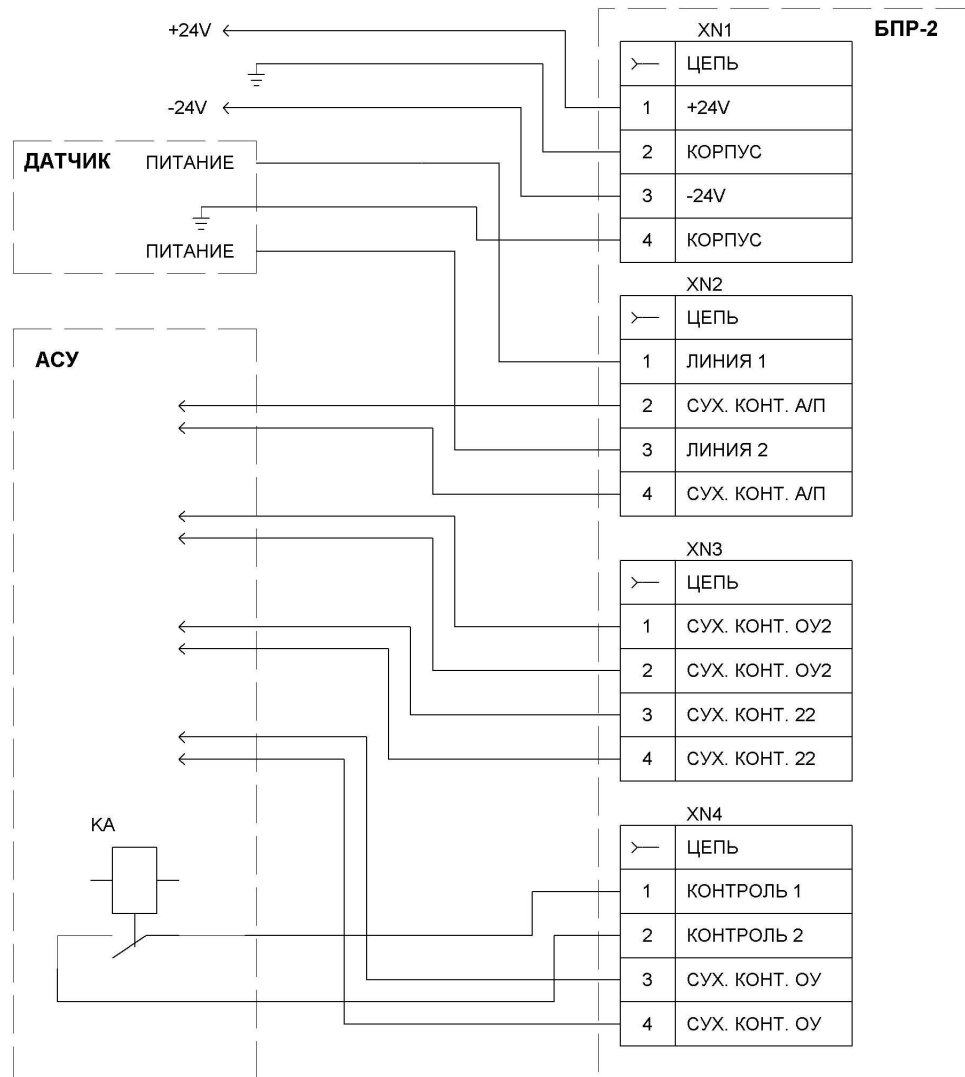 +24V
-24V
ДАТЧИК
ПИТАНИЕ
ПИТАНИЕ
АСУ
КА
БПР-2
XN1
ЦЕПЬ
1 +24V
2 КОРПУС
3 -24V
4 КОРПУС
XN2
ЦЕПЬ
1 ЛИНИЯ 1
2 СУХ. КОНТ. А/П
3 ЛИНИЯ 2
4 СУХ. КОНТ. А/П
XN3
ЦЕПЬ
1 СУХ. КОНТ. ОУ2
2 СУХ. КОНТ. ОУ2
3 СУХ. КОНТ. 22
4 СУХ. КОНТ. 22
XN4
ЦЕПЬ
1 КОНТРОЛЬ 1
2 КОНТРОЛЬ 2
3 СУХ. КОНТ. ОУ
4 СУХ. КОНТ. ОУ